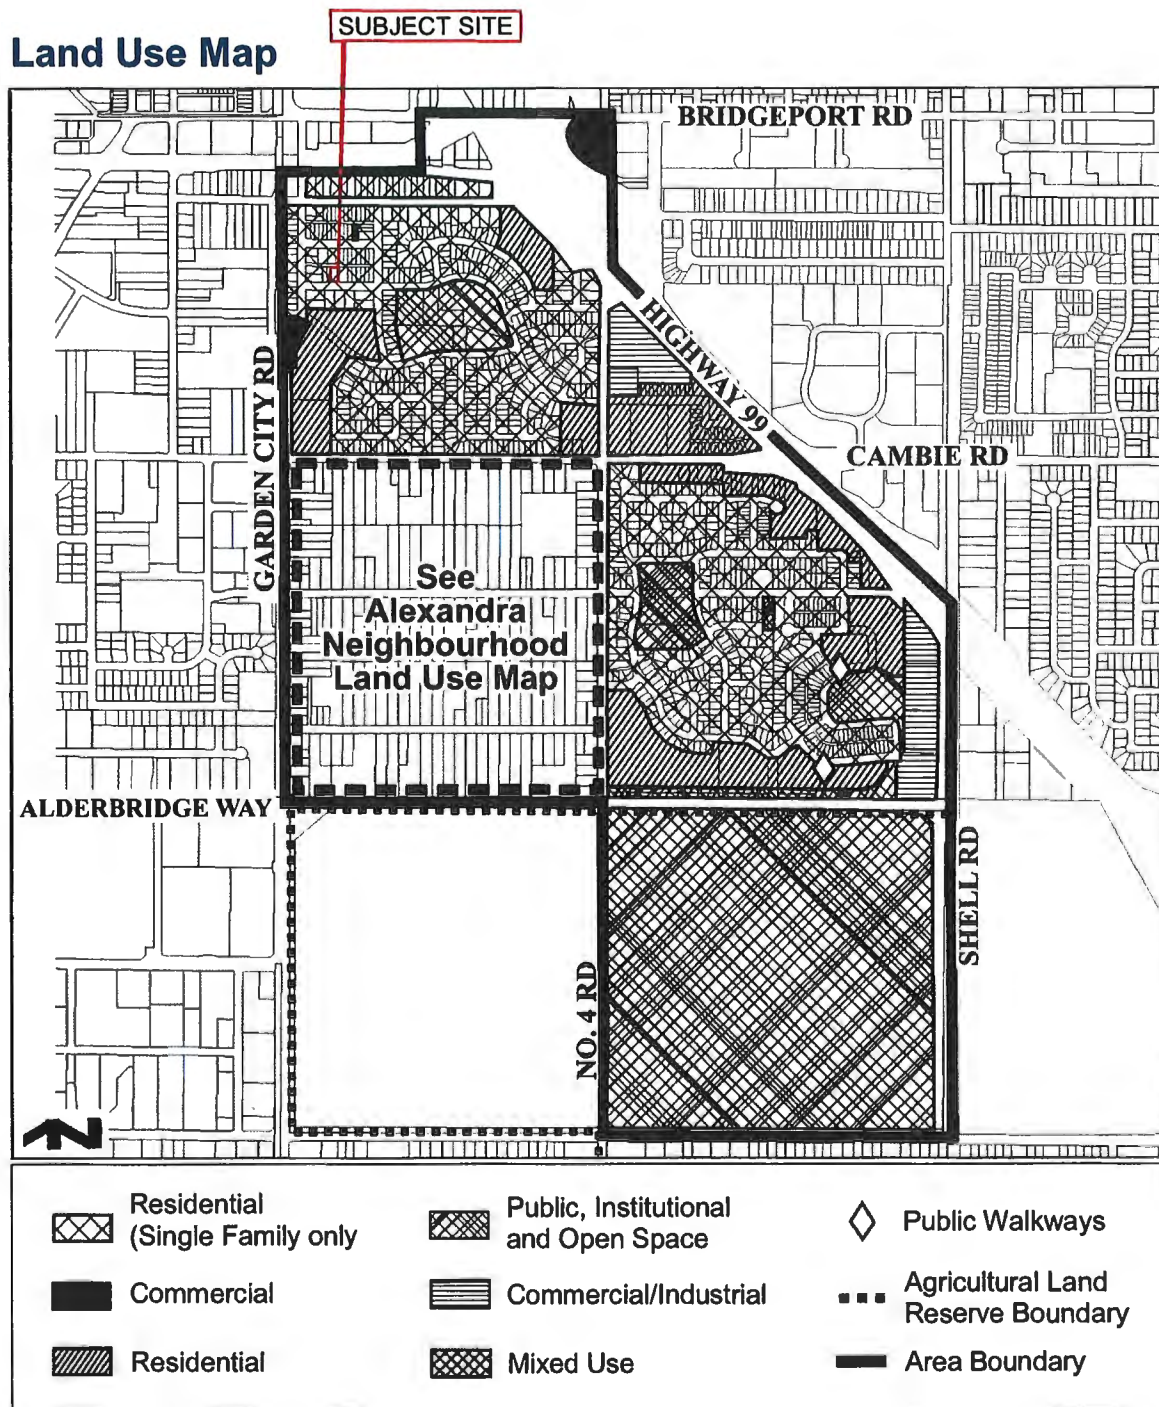 SUBJECT SITE
Land Use Map
BRIDGEPORT RD
HIGHWAY 99
GARDEN CITY RD
CAMBIE RD
See
Alexandra
Neighbourhood
Land Use Map
ALDERBRIDGE WAY
SHELL RD
NO. 4 RD
N
Residential
(Single Family only
Public, Institutional
and Open Space
Public Walkways
Commercial
Commercial/Industrial
Agricultural Land
Reserve Boundary
Residential
Mixed Use
Area Boundary